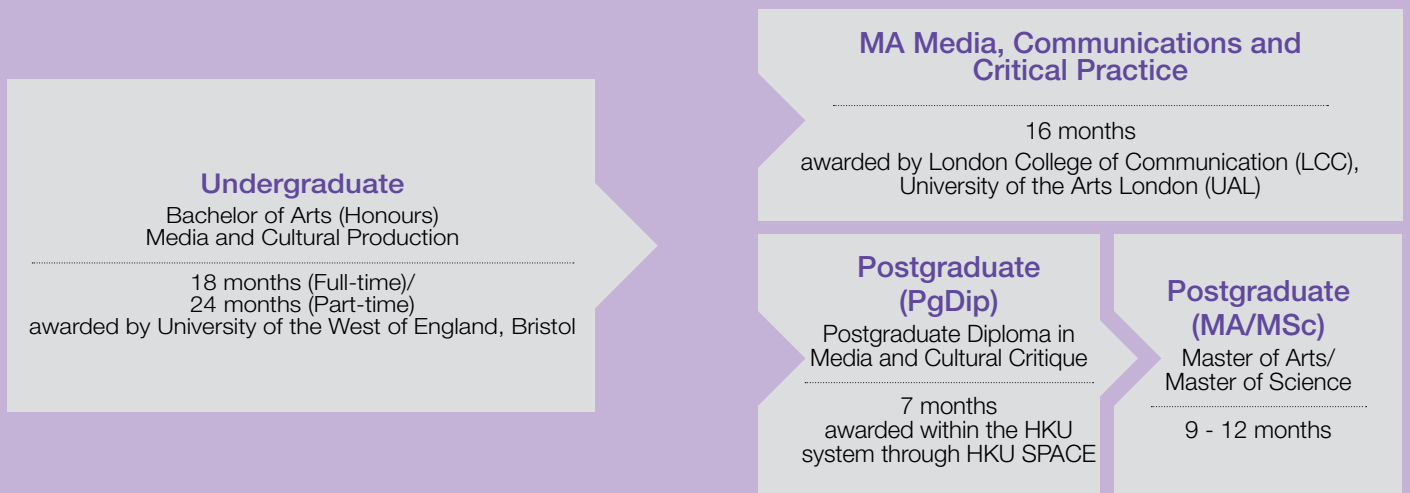 Undergraduate
Bachelor of Arts (Honours)
Media and Cultural Production
18 months (Full-time)/
24 months (Part-time)
awarded by University of the West of England, Bristol
MA Media, Communications and
Critical Practice
16 months
awarded by London College of Communication (LCC),
University of the Arts London (UAL)
Postgraduate
(PgDip)
Postgraduate Diploma in
Media and Cultural Critique
7 months
awarded within the HKU
system through HKU SPACE
Postgraduate
(MA/MSc)
Master of Arts/
Master of Science
9 - 12 months